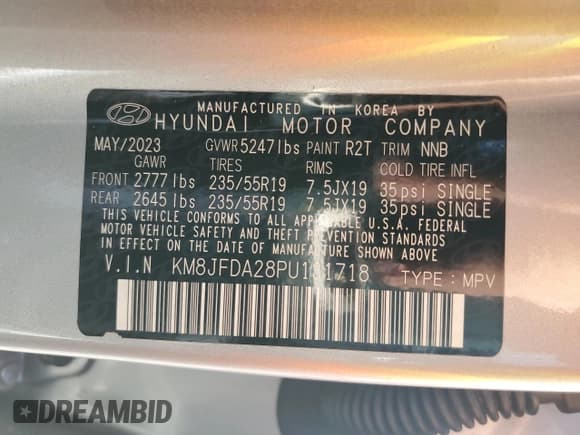 MANUFACTURED IN KOREA BY
HYUNDAI MOTOR COMPANY
MAY/2023 GVWR 5247lbs PAINT R2T TRIM NNB
GAWR TIRES RIMS COLD TIRE INFL
FRONT 2777lbs 235/55R19 7.5JX19 35psi SINGLE
REAR 2645lbs 235/55R19 7.5JX19 35psi SINGLE
THIS VEHICLE CONFORMS TO ALL APPLICABLE U.S.A. FEDERAL
MOTOR VEHICLE SAFETY AND THEFT PREVENTION STANDARDS
IN EFFECT ON THE DATE OF MANUFACTURE SHOWN ABOVE.
V.I.N TYPE : MPV
DREAMBID